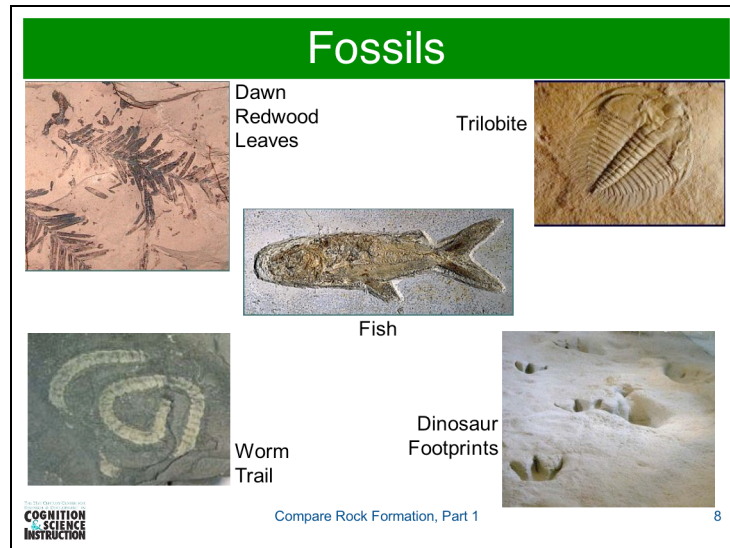 Fossils
Dawn
Redwood
Leaves
Trilobite
Fish
Worm
Trail
Dinosaur
Footprints
COGNITION
& SCIENCE
INSTRUCTION
Compare Rock Formation, Part 1
8